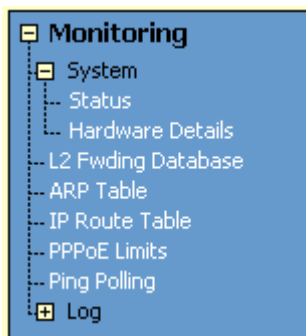 Monitoring
System
Status
Hardware Details
L2 Fwding Database
ARP Table
IP Route Table
PPPoE Limits
Ping Polling
Log